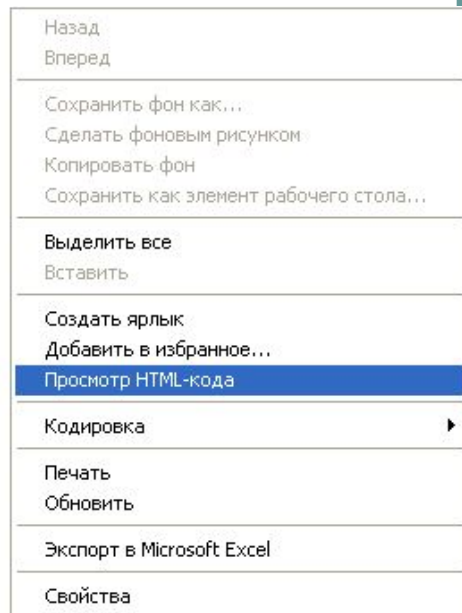 Назад
Вперед
Сохранить фон как...
Сделать фоновым рисунком
Копировать фон
Сохранить как элемент рабочего стола...
Выделить все
Вставить
Создать ярлык
Добавить в избранное...
Просмотр HTML-кода
Кодировка
Печать
Обновить
Экспорт в Microsoft Excel
Свойства